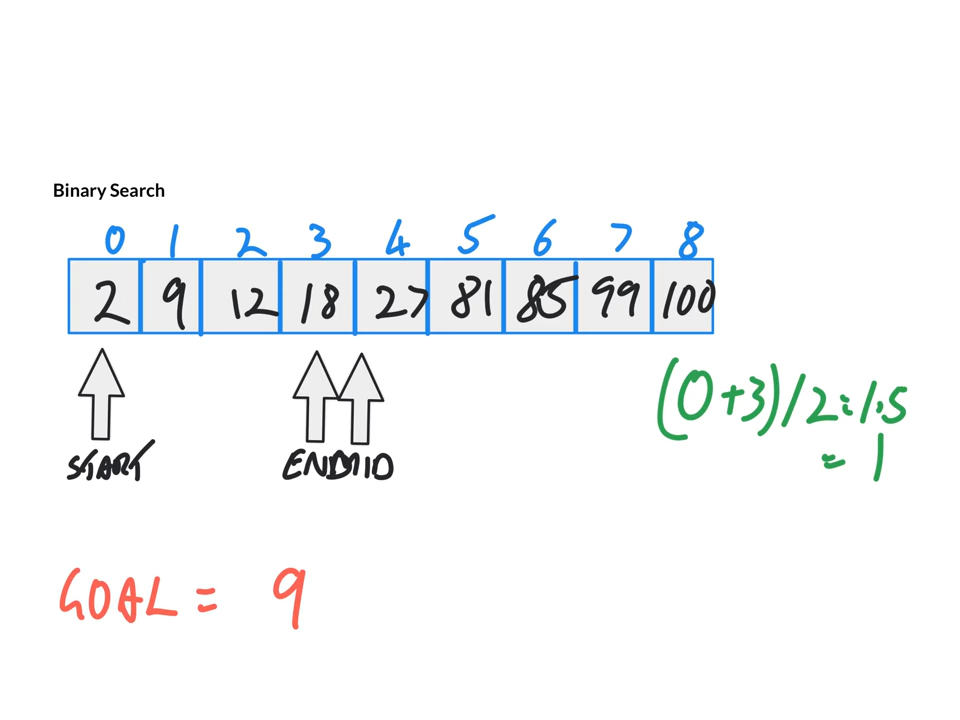 Binary Search
0 1 2 3 4 5 6 7 8
2 9 12 18 27 81 85 99 100
(0+3)/2=1.5
= 1
START END MID
GOAL = 9